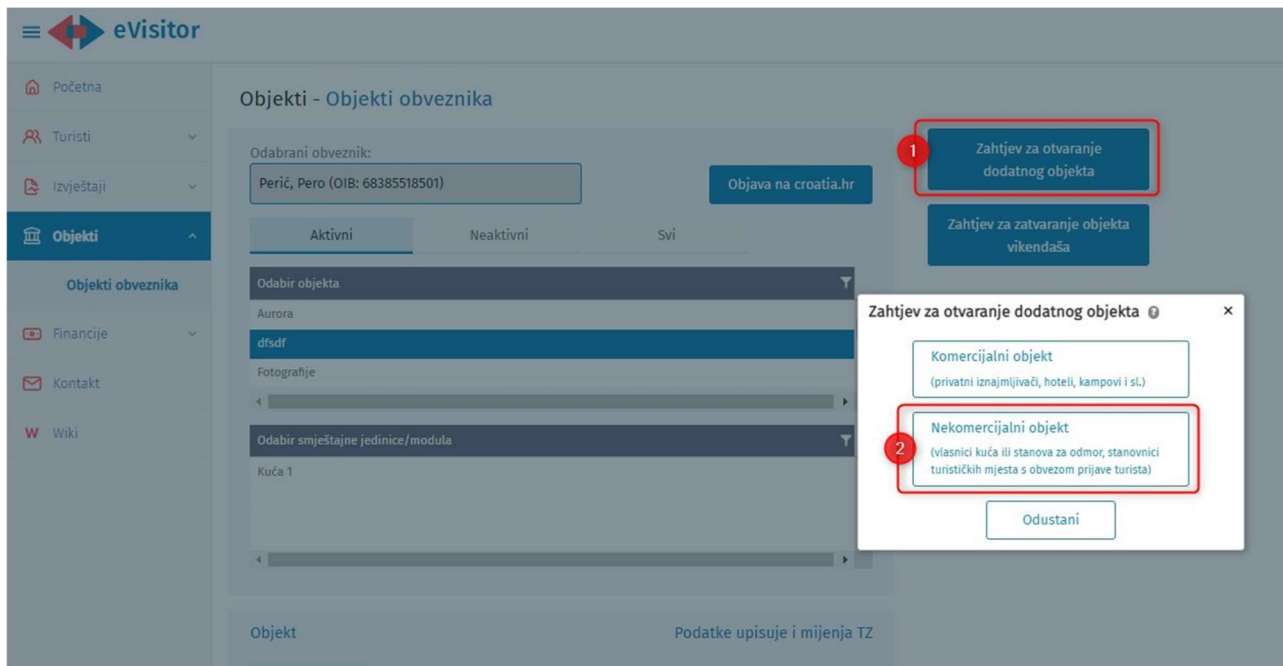 eVisitor
Početna
Turisti
Izvještaji
Objekti
Objekti obveznika
Financije
Kontakt
W Wiki
Objekti - Objekti obveznika
Odabrani obveznik:
Perić, Pero (OIB: 68385518501)
Objava na croatia.hr
Aktivni Neaktivni Svi
Odabir objekta
Aurora
dfsdf
Fotografije
Odabir smještajne jedinice/modula
Kuća 1
Objekt
Podatke upisuje i mijenja TZ
1
Zahtjev za otvaranje
dodatnog objekta
Zahtjev za zatvaranje objekta
vikendaša
Zahtjev za otvaranje dodatnog objekta ?
×
Komercijalni objekt
(privatni iznajmljivači, hoteli, kampovi i sl.)
2
Nekomercijalni objekt
(vlasnici kuća ili stanova za odmor, stanovnici
turističkih mjesta s obvezom prijave turista)
Odustani